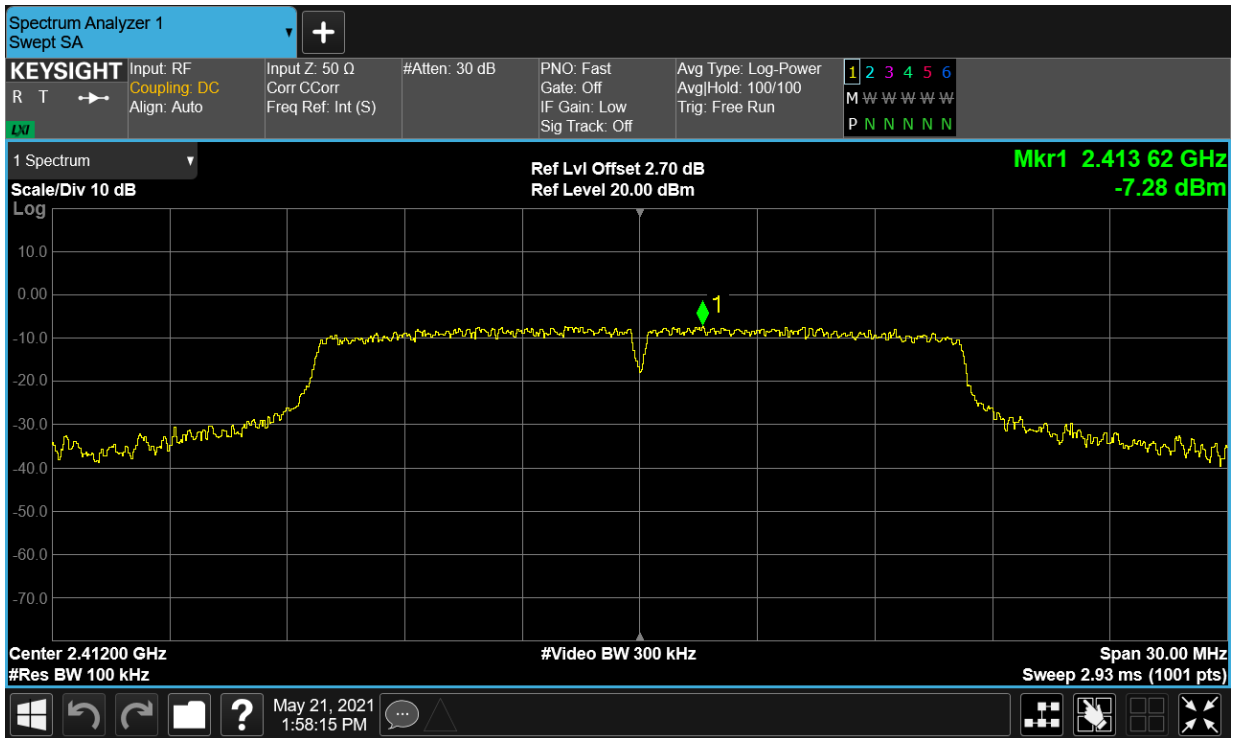 Spectrum Analyzer 1
Swept SA
KEYSIGHT
R T
LXI
Input: RF
Coupling: DC
Align: Auto
Input Z: 50 Ω
Corr CCorr
Freq Ref: Int (S)
#Atten: 30 dB
PNO: Fast
Gate: Off
IF Gain: Low
Sig Track: Off
Avg Type: Log-Power
Avg|Hold: 100/100
Trig: Free Run
1 2 3 4 5 6
M W W W W W
P N N N N N
1 Spectrum
Scale/Div 10 dB
Log
Ref Lvl Offset 2.70 dB
Ref Level 20.00 dBm
Mkr1 2.413 62 GHz
-7.28 dBm
10.0
0.00
-10.0
-20.0
-30.0
-40.0
-50.0
-60.0
-70.0
1
Center 2.41200 GHz
#Res BW 100 kHz
#Video BW 300 kHz
Span 30.00 MHz
Sweep 2.93 ms (1001 pts)
?
May 21, 2021
1:58:15 PM